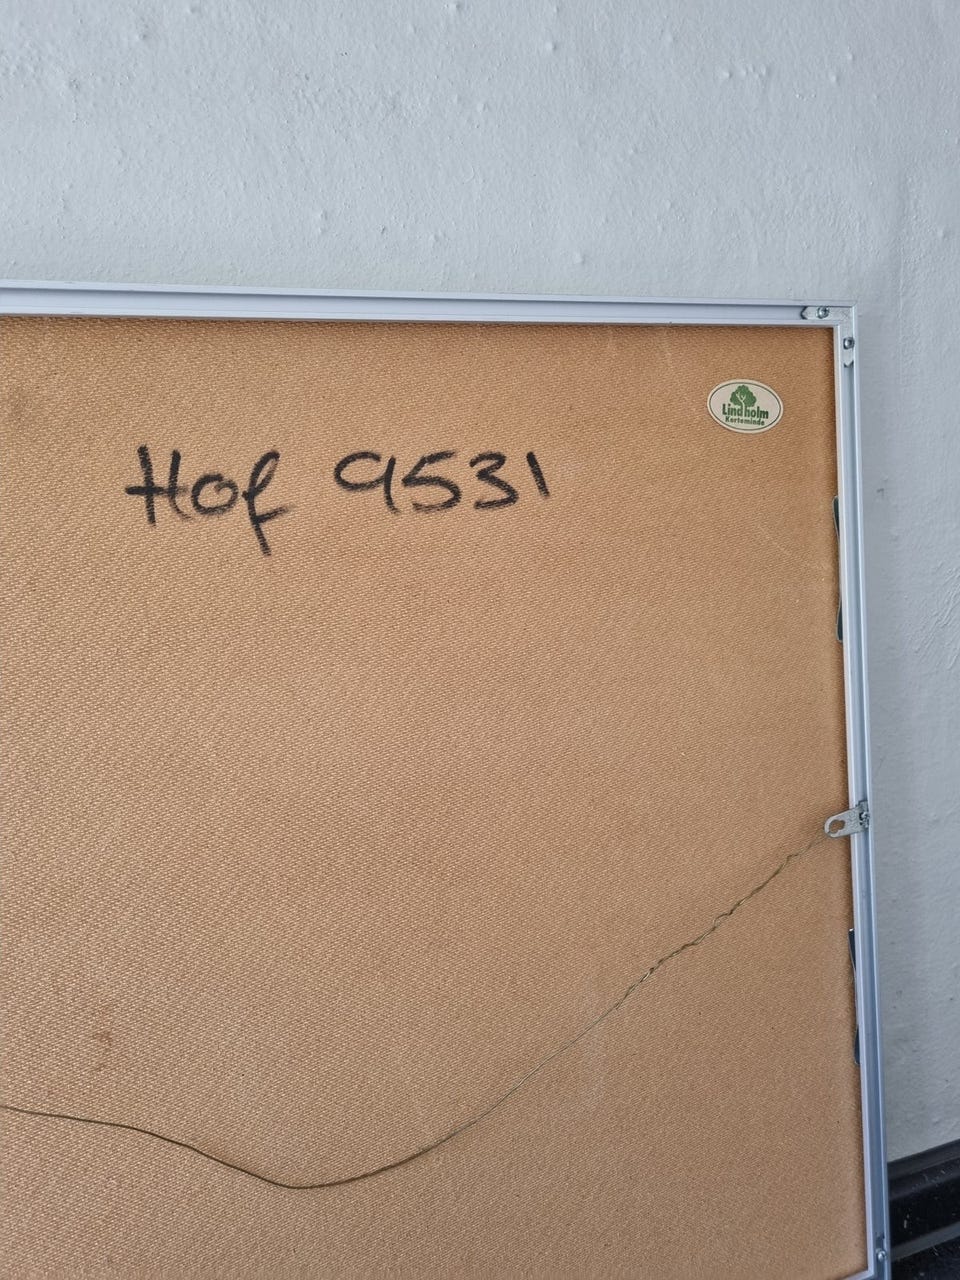 Lindholm
Kerteminde
Hof 9531